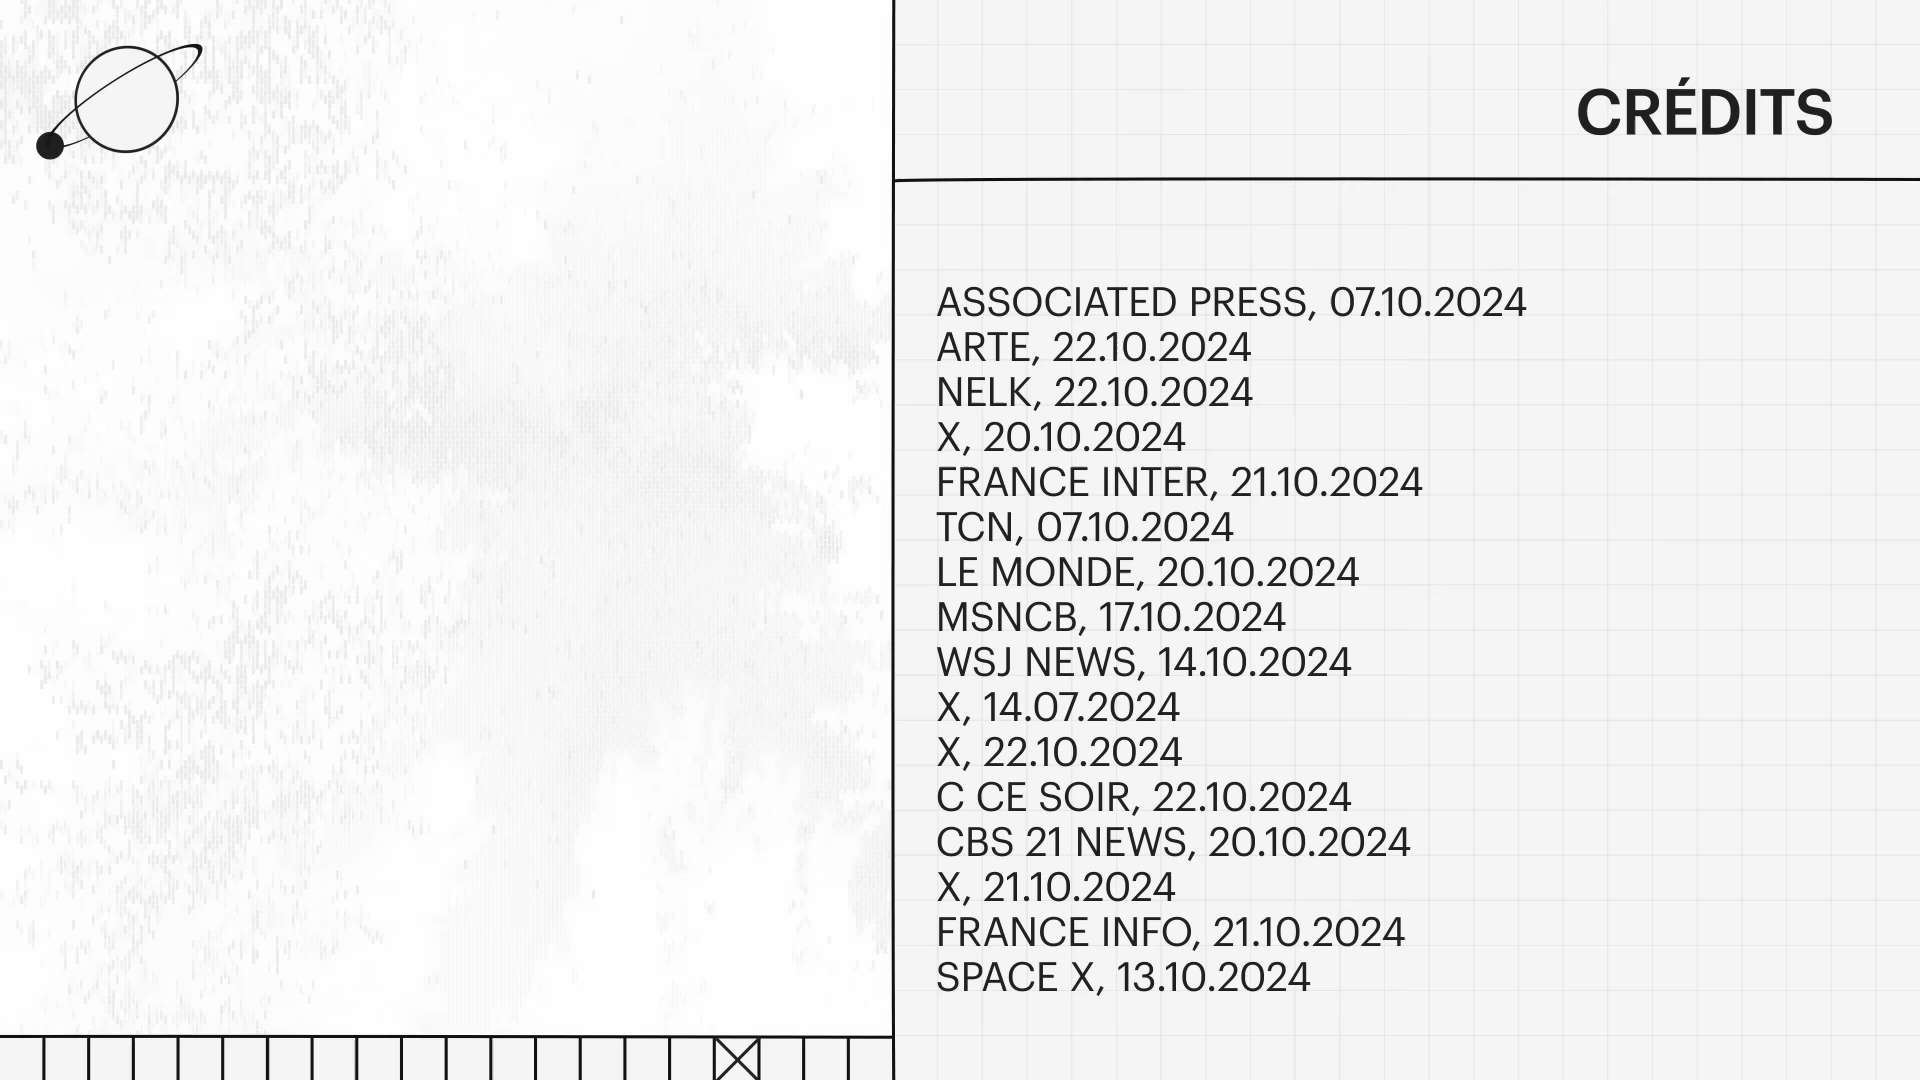 CRÉDITS
ASSOCIATED PRESS, 07.10.2024
ARTE, 22.10.2024
NELK, 22.10.2024
X, 20.10.2024
FRANCE INTER, 21.10.2024
TCN, 07.10.2024
LE MONDE, 20.10.2024
MSNCB, 17.10.2024
WSJ NEWS, 14.10.2024
X, 14.07.2024
X, 22.10.2024
C CE SOIR, 22.10.2024
CBS 21 NEWS, 20.10.2024
X, 21.10.2024
FRANCE INFO, 21.10.2024
SPACE X, 13.10.2024